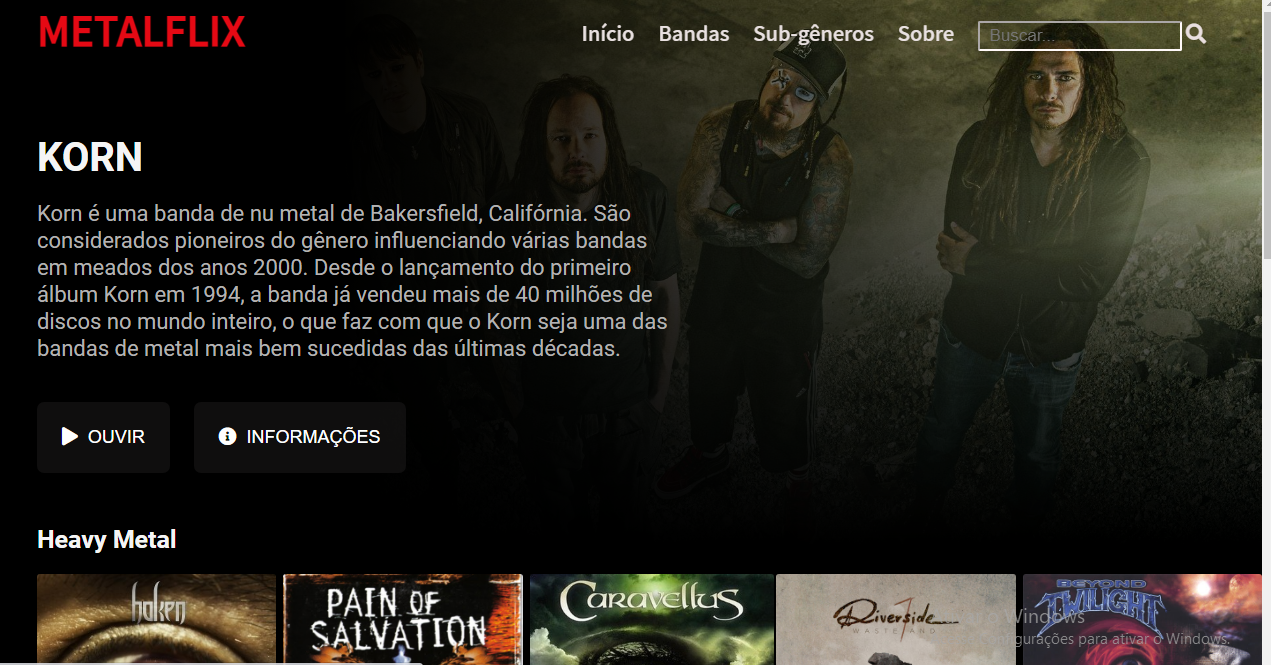 METALFLIX
Início Bandas Sub-gêneros Sobre Buscar...
KORN
Korn é uma banda de nu metal de Bakersfield, Califórnia. São
considerados pioneiros do gênero influenciando várias bandas
em meados dos anos 2000. Desde o lançamento do primeiro
álbum Korn em 1994, a banda já vendeu mais de 40 milhões de
discos no mundo inteiro, o que faz com que o Korn seja uma das
bandas de metal mais bem sucedidas das últimas décadas.
OUVIR INFORMAÇÕES
Heavy Metal
haken
PAIN OF
SALVATION
CARAVELLUS
Riverside
WASTELAND
BEYOND
TWILIGHT
Windows
para ativar o Windows.